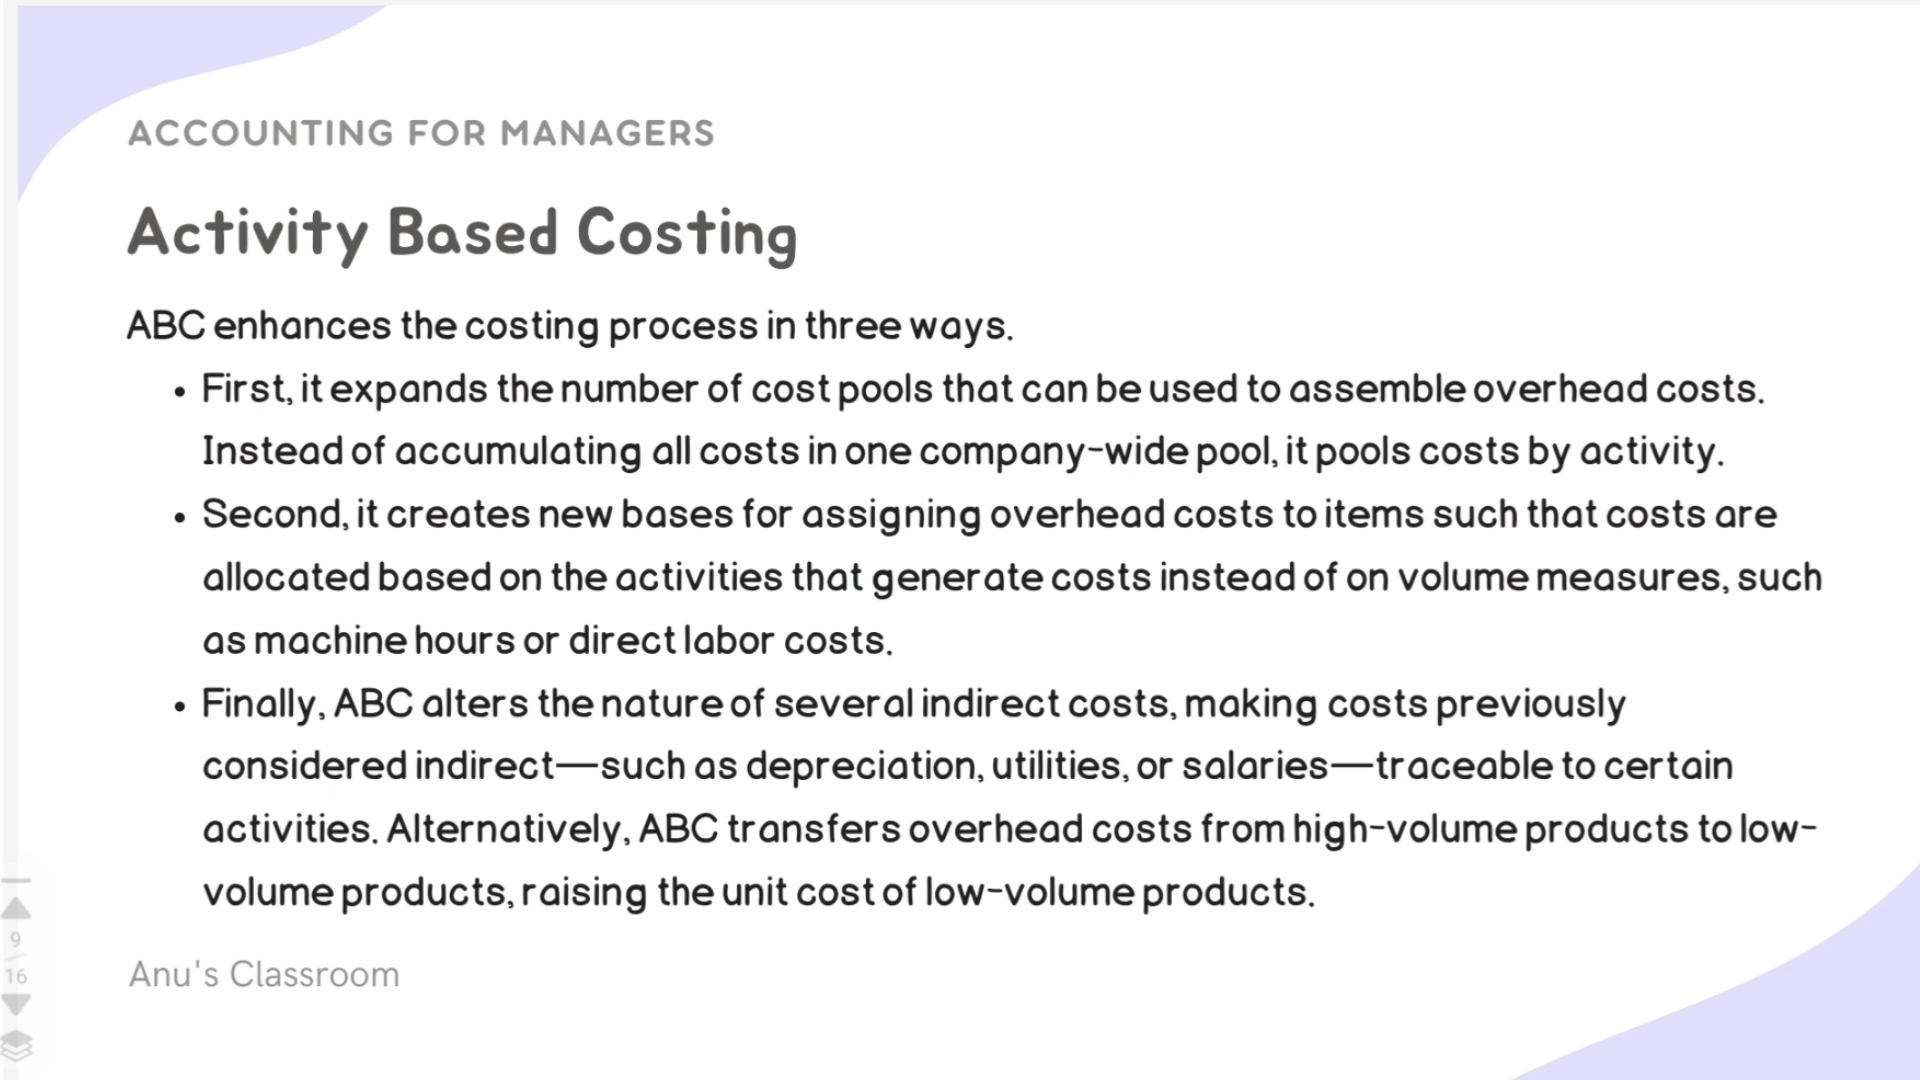 ACCOUNTING FOR MANAGERS
Activity Based Costing
ABC enhances the costing process in three ways.
• First, it expands the number of cost pools that can be used to assemble overhead costs.
Instead of accumulating all costs in one company-wide pool, it pools costs by activity.
• Second, it creates new bases for assigning overhead costs to items such that costs are
allocated based on the activities that generate costs instead of on volume measures, such
as machine hours or direct labor costs.
• Finally, ABC alters the nature of several indirect costs, making costs previously
considered indirect—such as depreciation, utilities, or salaries—traceable to certain
activities. Alternatively, ABC transfers overhead costs from high-volume products to low-
volume products, raising the unit cost of low-volume products.
9
16
Anu's Classroom